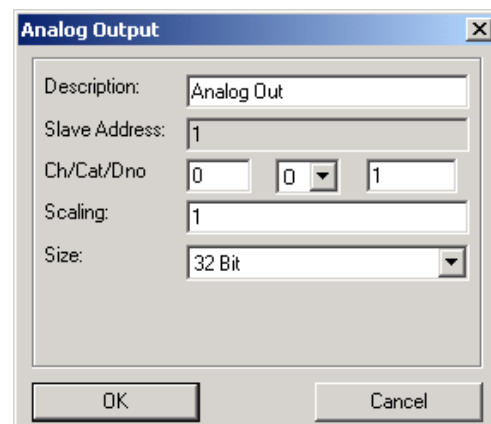 Analog Output
Description: Analog Out
Slave Address: 1
Ch/Cat/Dno 0 0 1
Scaling: 1
Size: 32 Bit
OK Cancel